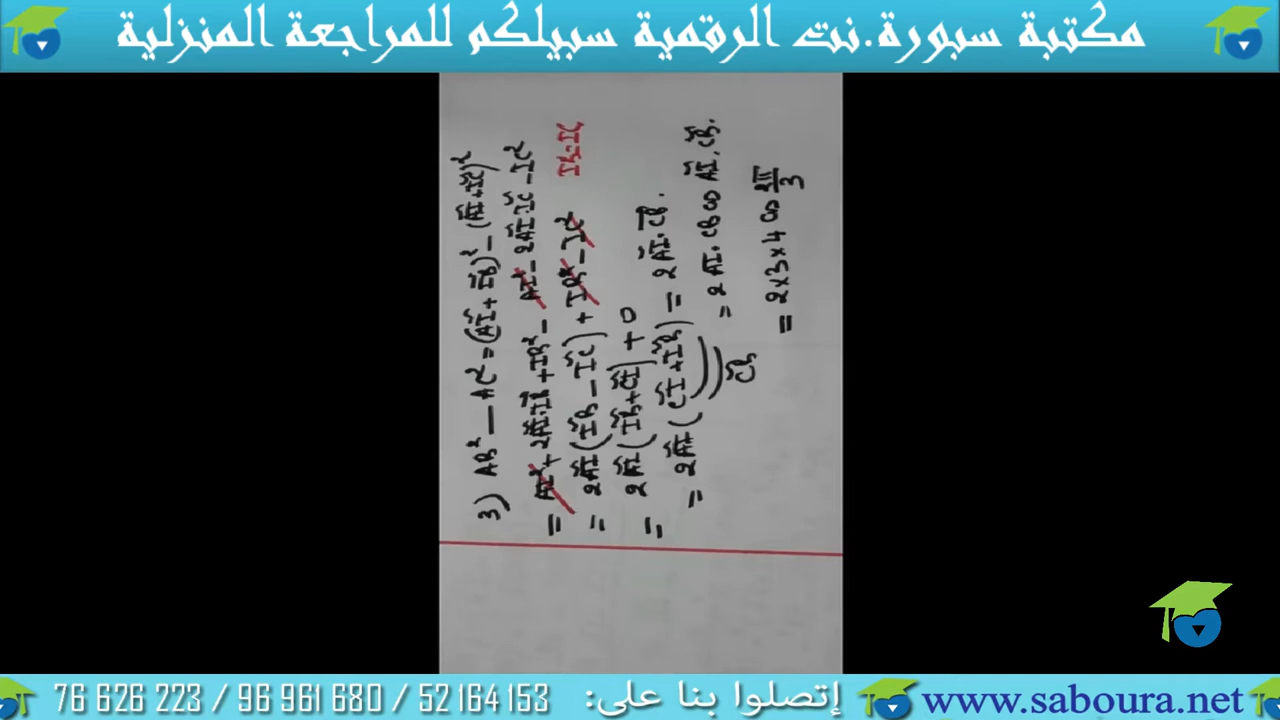 مكتبة سبورة.نت الرقمية سبيلكم للمراجعة المنزلية
3) AB² — AC² = (AI + IB)² - (AI + IC)²
= AI² + 2AI.IB + IB² - AI² - 2AI.IC - IC²
= 2AI (IB - IC) + IB² - IC² IB=IC
= 2AI (IB + CI) + 0
= 2AI (CI + IB) = 2 AI. CB.
CB
= 2 AI. CB cos AI. CB.
= 2×3×4 cos 2π/3
76 626 223 / 96 961 680 / 52 164 153 إتصلوا بنا على: www.saboura.net